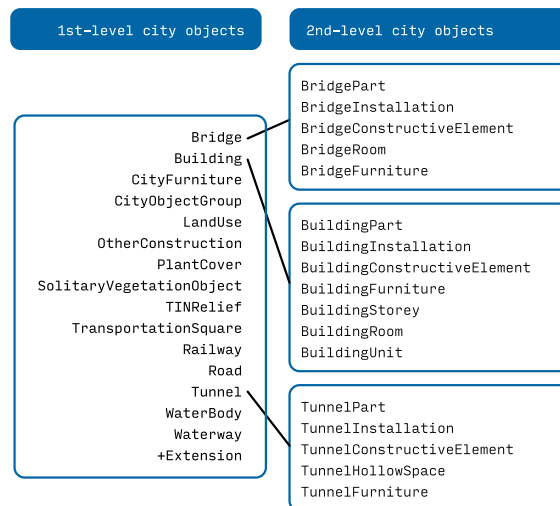 1st-level city objects
2nd-level city objects
Bridge
Building
CityFurniture
CityObjectGroup
LandUse
OtherConstruction
PlantCover
SolitaryVegetationObject
TINRelief
TransportationSquare
Railway
Road
Tunnel
WaterBody
Waterway
+Extension
BridgePart
BridgeInstallation
BridgeConstructiveElement
BridgeRoom
BridgeFurniture
BuildingPart
BuildingInstallation
BuildingConstructiveElement
BuildingFurniture
BuildingStorey
BuildingRoom
BuildingUnit
TunnelPart
TunnelInstallation
TunnelConstructiveElement
TunnelHollowSpace
TunnelFurniture